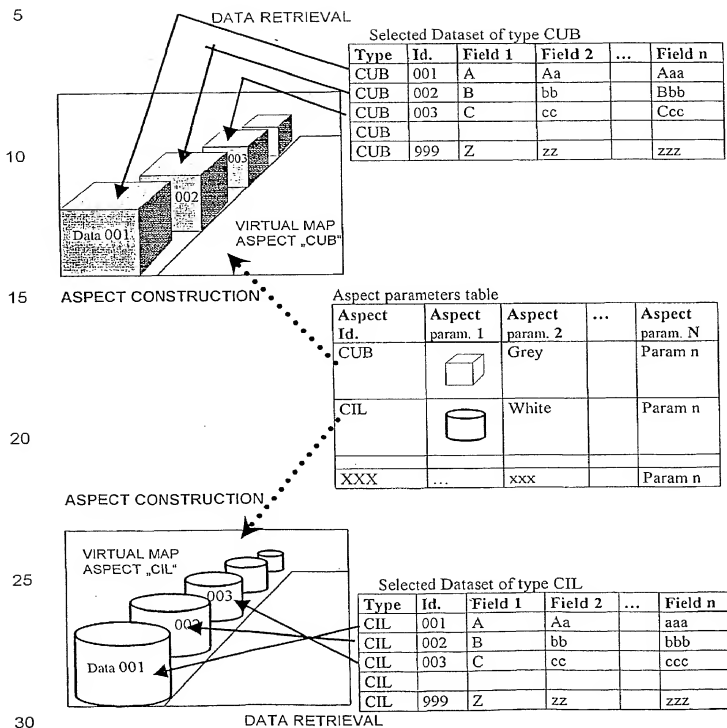 5
DATA RETRIEVAL
Selected Dataset of type CUB
Type Id. Field 1 Field 2 ... Field n
CUB 001 A Aa Aaa
CUB 002 B bb Bbb
CUB 003 C cc Ccc
CUB
CUB 999 Z zz zzz
10
003
002
Data 001
VIRTUAL MAP
ASPECT „CUB"
15
ASPECT CONSTRUCTION
Aspect parameters table
Aspect Id. Aspect param. 1 Aspect param. 2 ... Aspect param. N
CUB Grey Param n
CIL White Param n
20
XXX ... xxx Param n
ASPECT CONSTRUCTION
VIRTUAL MAP
ASPECT „CIL"
25
003
002
Data 001
Selected Dataset of type CIL
Type Id. Field 1 Field 2 ... Field n
CIL 001 A Aa aaa
CIL 002 B bb bbb
CIL 003 C cc ccc
CIL
CIL 999 Z zz zzz
30
DATA RETRIEVAL